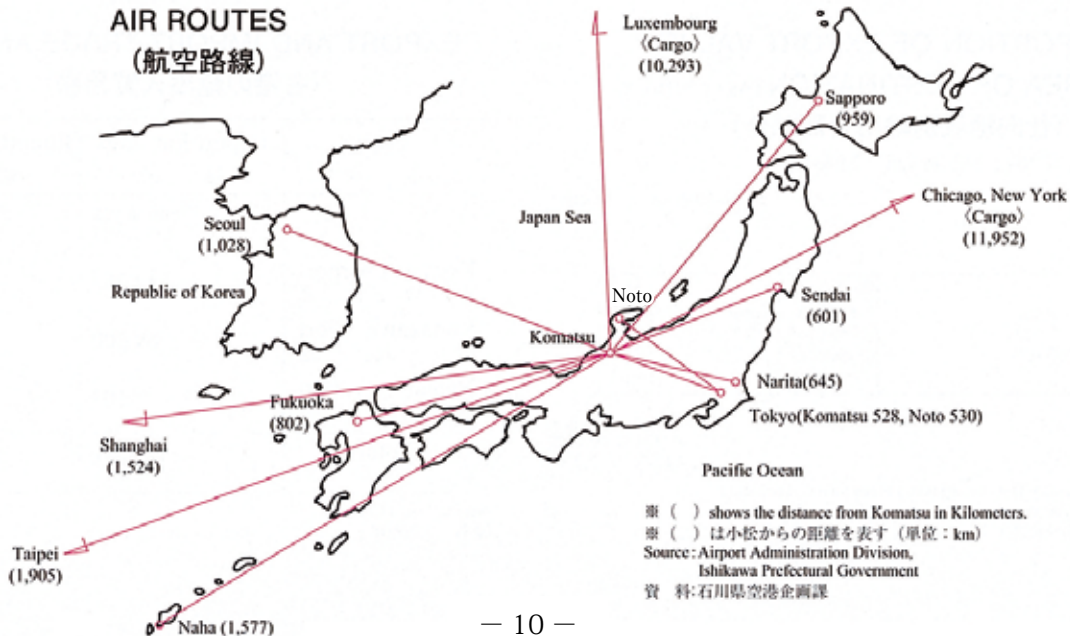 AIR ROUTES
(航空路線)
Luxembourg
〈Cargo〉
(10,293)
Sapporo
(959)
Chicago, New York
〈Cargo〉
(11,952)
Japan Sea
Seoul
(1,028)
Republic of Korea
Noto
Sendai
(601)
Komatsu
Narita(645)
Tokyo(Komatsu 528, Noto 530)
Fukuoka
(802)
Shanghai
(1,524)
Pacific Ocean
※ (　) shows the distance from Komatsu in Kilometers.
※ (　) は小松からの距離を表す (単位：km)
Source : Airport Administration Division,
Ishikawa Prefectural Government
資　料:石川県空港企画課
Taipei
(1,905)
Naha (1,577)
— 10 —